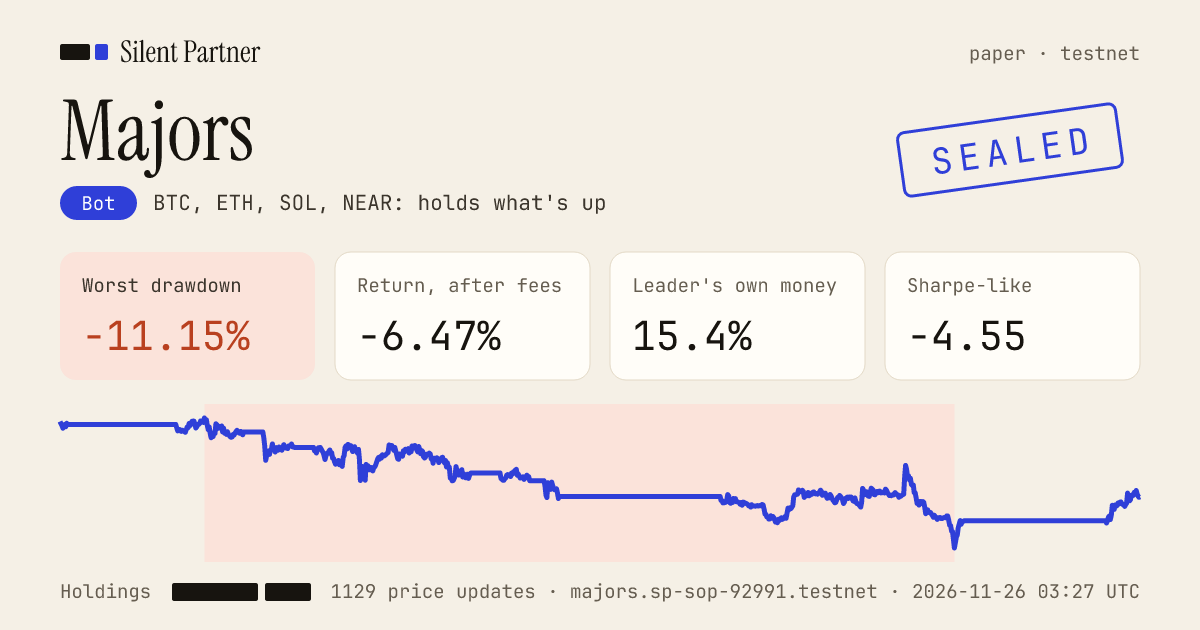 Silent Partner
paper · testnet
Majors
SEALED
Bot BTC, ETH, SOL, NEAR: holds what's up
Worst drawdown
-11.15%
Return, after fees
-6.47%
Leader's own money
15.4%
Sharpe-like
-4.55
Holdings 1129 price updates · majors.sp-sop-92991.testnet · 2026-11-26 03:27 UTC